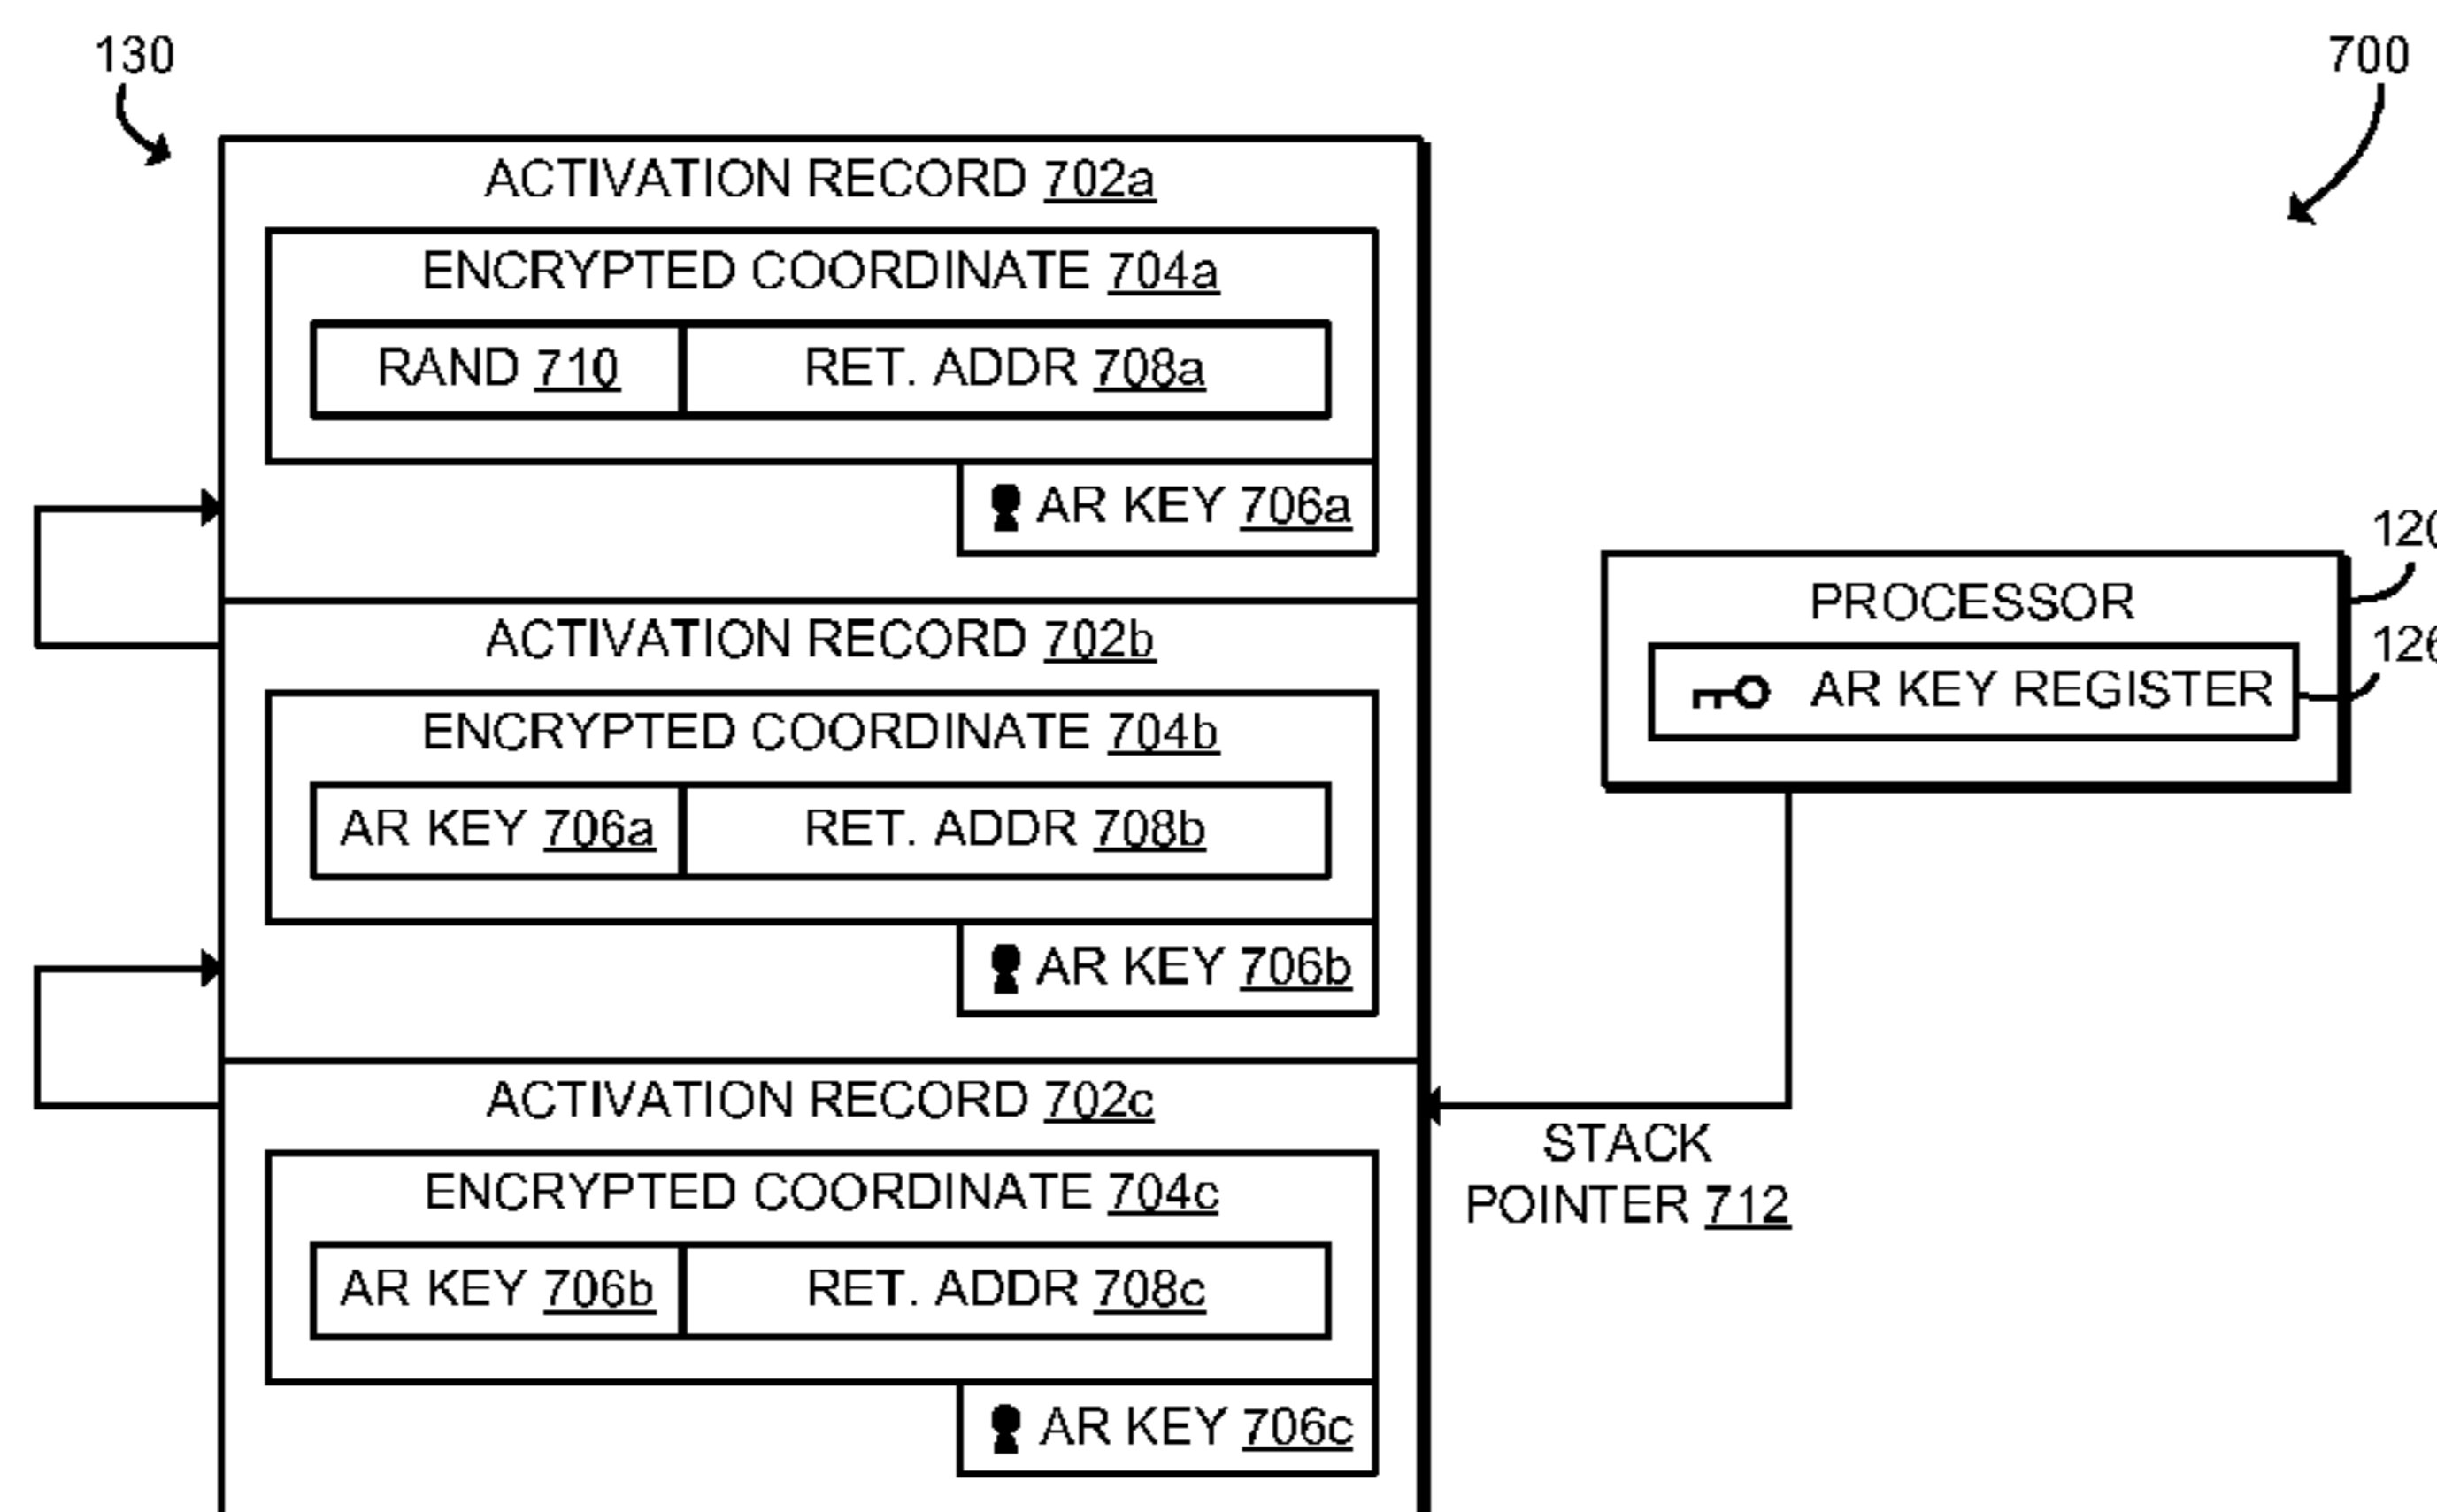 130
700
ACTIVATION RECORD 702a
ENCRYPTED COORDINATE 704a
RAND 710 RET. ADDR 708a
AR KEY 706a
120
PROCESSOR
ACTIVATION RECORD 702b
126
AR KEY REGISTER
ENCRYPTED COORDINATE 704b
AR KEY 706a RET. ADDR 708b
AR KEY 706b
ACTIVATION RECORD 702c
STACK
POINTER 712
ENCRYPTED COORDINATE 704c
AR KEY 706b RET. ADDR 708c
AR KEY 706c